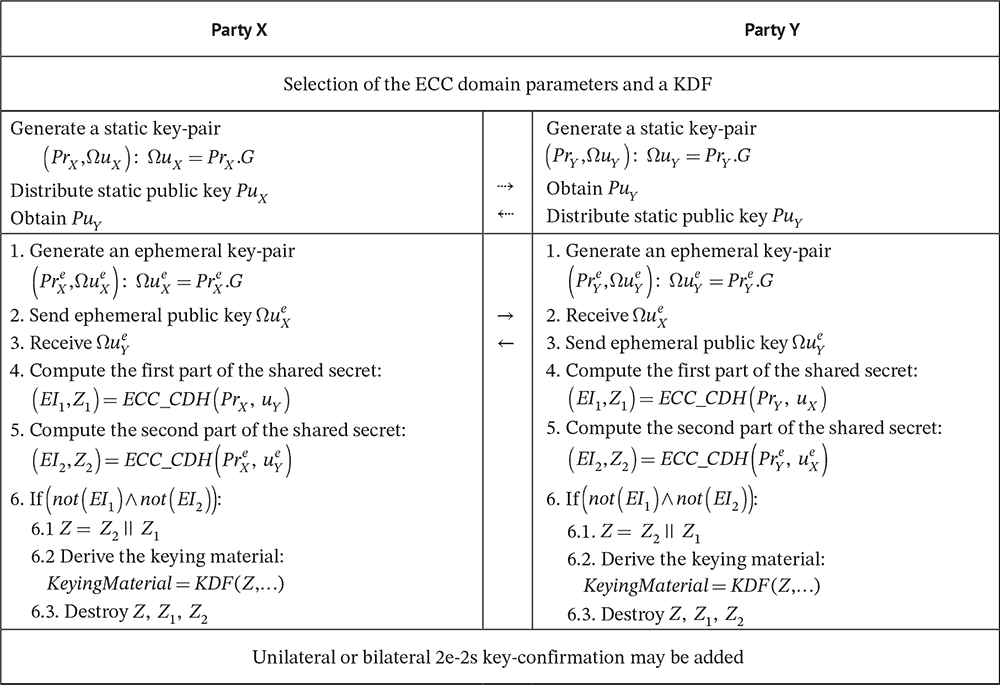 Party X
Party Y
Selection of the ECC domain parameters and a KDF
Generate a static key-pair
(Pr_X,Ωu_X): Ωu_X = Pr_X.G
Distribute static public key Pu_X
Obtain Pu_Y
⇢
⇠
Generate a static key-pair
(Pr_Y,Ωu_Y): Ωu_Y = Pr_Y.G
Obtain Pu_Y
Distribute static public key Pu_Y
1. Generate an ephemeral key-pair
(Pr_X^e,Ωu_X^e): Ωu_X^e = Pr_X^e.G
2. Send ephemeral public key Ωu_X^e
3. Receive Ωu_Y^e
4. Compute the first part of the shared secret:
(EI_1,Z_1) = ECC_CDH(Pr_X, u_Y)
5. Compute the second part of the shared secret:
(EI_2,Z_2) = ECC_CDH(Pr_X^e, u_Y^e)
6. If (not(EI_1) ∧ not(EI_2)):
6.1 Z = Z_2 || Z_1
6.2 Derive the keying material:
KeyingMaterial = KDF(Z,…)
6.3. Destroy Z, Z_1, Z_2
→
←
1. Generate an ephemeral key-pair
(Pr_Y^e,Ωu_Y^e): Ωu_Y^e = Pr_Y^e.G
2. Receive Ωu_X^e
3. Send ephemeral public key Ωu_Y^e
4. Compute the first part of the shared secret:
(EI_1,Z_1) = ECC_CDH(Pr_Y, u_X)
5. Compute the second part of the shared secret:
(EI_2,Z_2) = ECC_CDH(Pr_Y^e, u_X^e)
6. If (not(EI_1) ∧ not(EI_2)):
6.1. Z = Z_2 || Z_1
6.2. Derive the keying material:
KeyingMaterial = KDF(Z,…)
6.3. Destroy Z, Z_1, Z_2
Unilateral or bilateral 2e-2s key-confirmation may be added